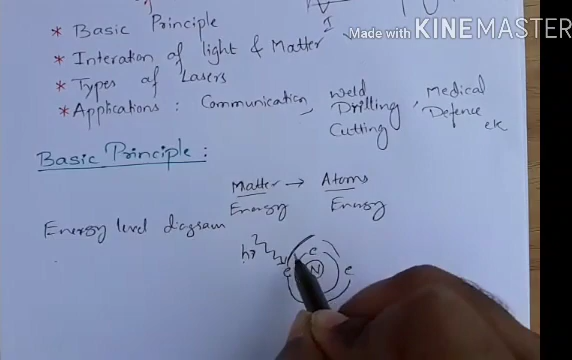 * Basic Principle
Made with KINEMASTER
* Interation of light & Matter
* Types of Lasers
* Applications : Communication, weld Drilling Cutting, Medical Defence
Basic Principle :
Matter → Atoms
Energy Energy
Energy level diagram
hν
e
e N e